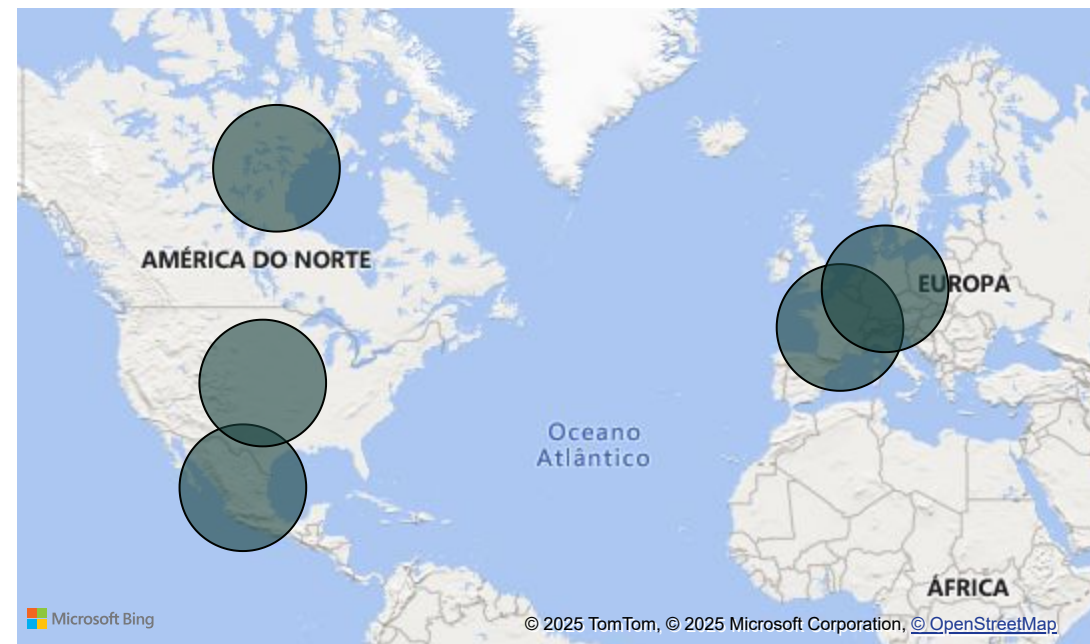 AMÉRICA DO NORTE
EUROPA
Oceano
Atlântico
ÁFRICA
Microsoft Bing
© 2025 TomTom, © 2025 Microsoft Corporation, © OpenStreetMap